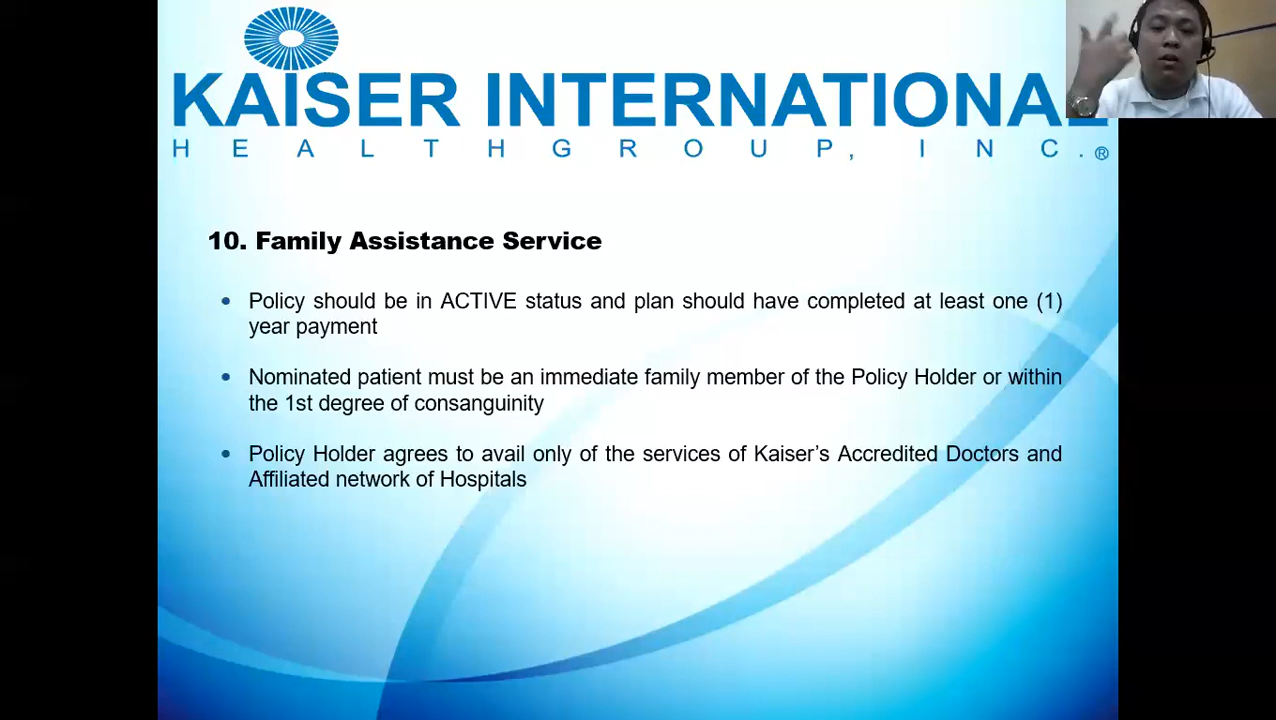 KAISER INTERNATIONAL
HEALTHGROUP, INC.®
10. Family Assistance Service
• Policy should be in ACTIVE status and plan should have completed at least one (1)
year payment
• Nominated patient must be an immediate family member of the Policy Holder or within
the 1st degree of consanguinity
• Policy Holder agrees to avail only of the services of Kaiser’s Accredited Doctors and
Affiliated network of Hospitals